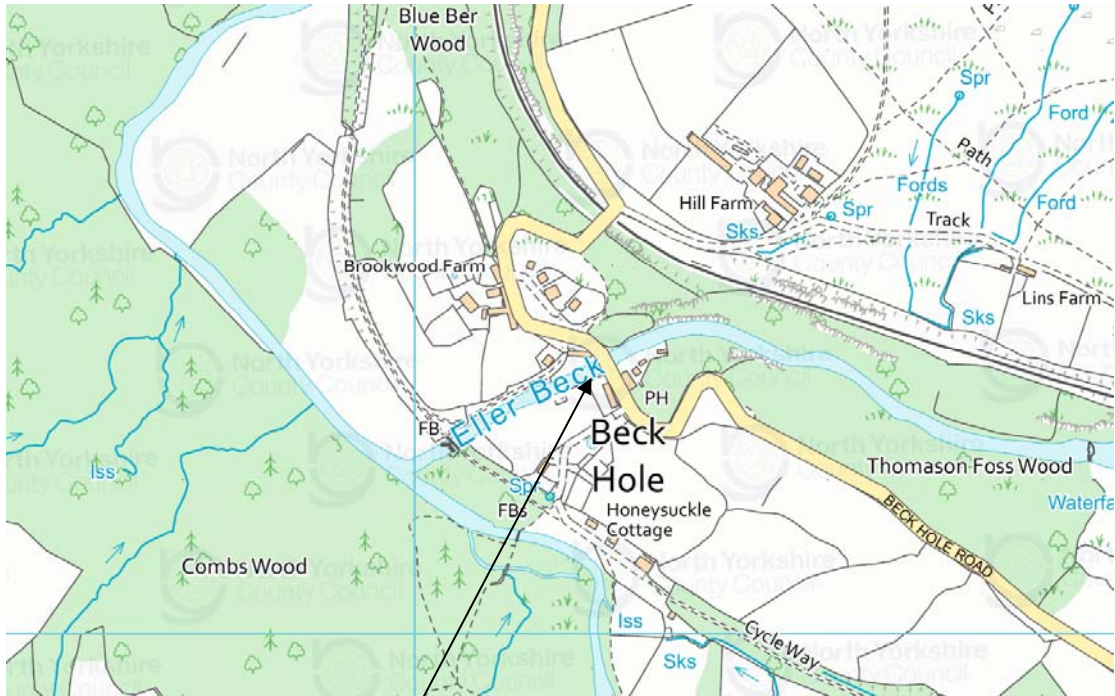 Blue Ber
Wood
North Yorkshire
County Council
Spr
Ford
Path
Fords
Ford
Hill Farm
Spr
Sks
Track
Brookwood Farm
Lins Farm
Sks
Eller Beck
PH
FB
Beck
Hole
Thomason Foss Wood
Iss
Spr
FBs
Honeysuckle
Cottage
Waterfa
BECK HOLE ROAD
Combs Wood
Iss
Cycle Way
Sks